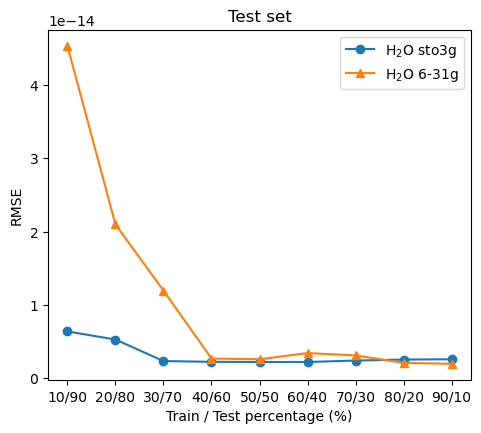 Test set
1e−14
H₂O sto3g
H₂O 6-31g
4
3
2
1
0
RMSE
10/90 20/80 30/70 40/60 50/50 60/40 70/30 80/20 90/10
Train / Test percentage (%)